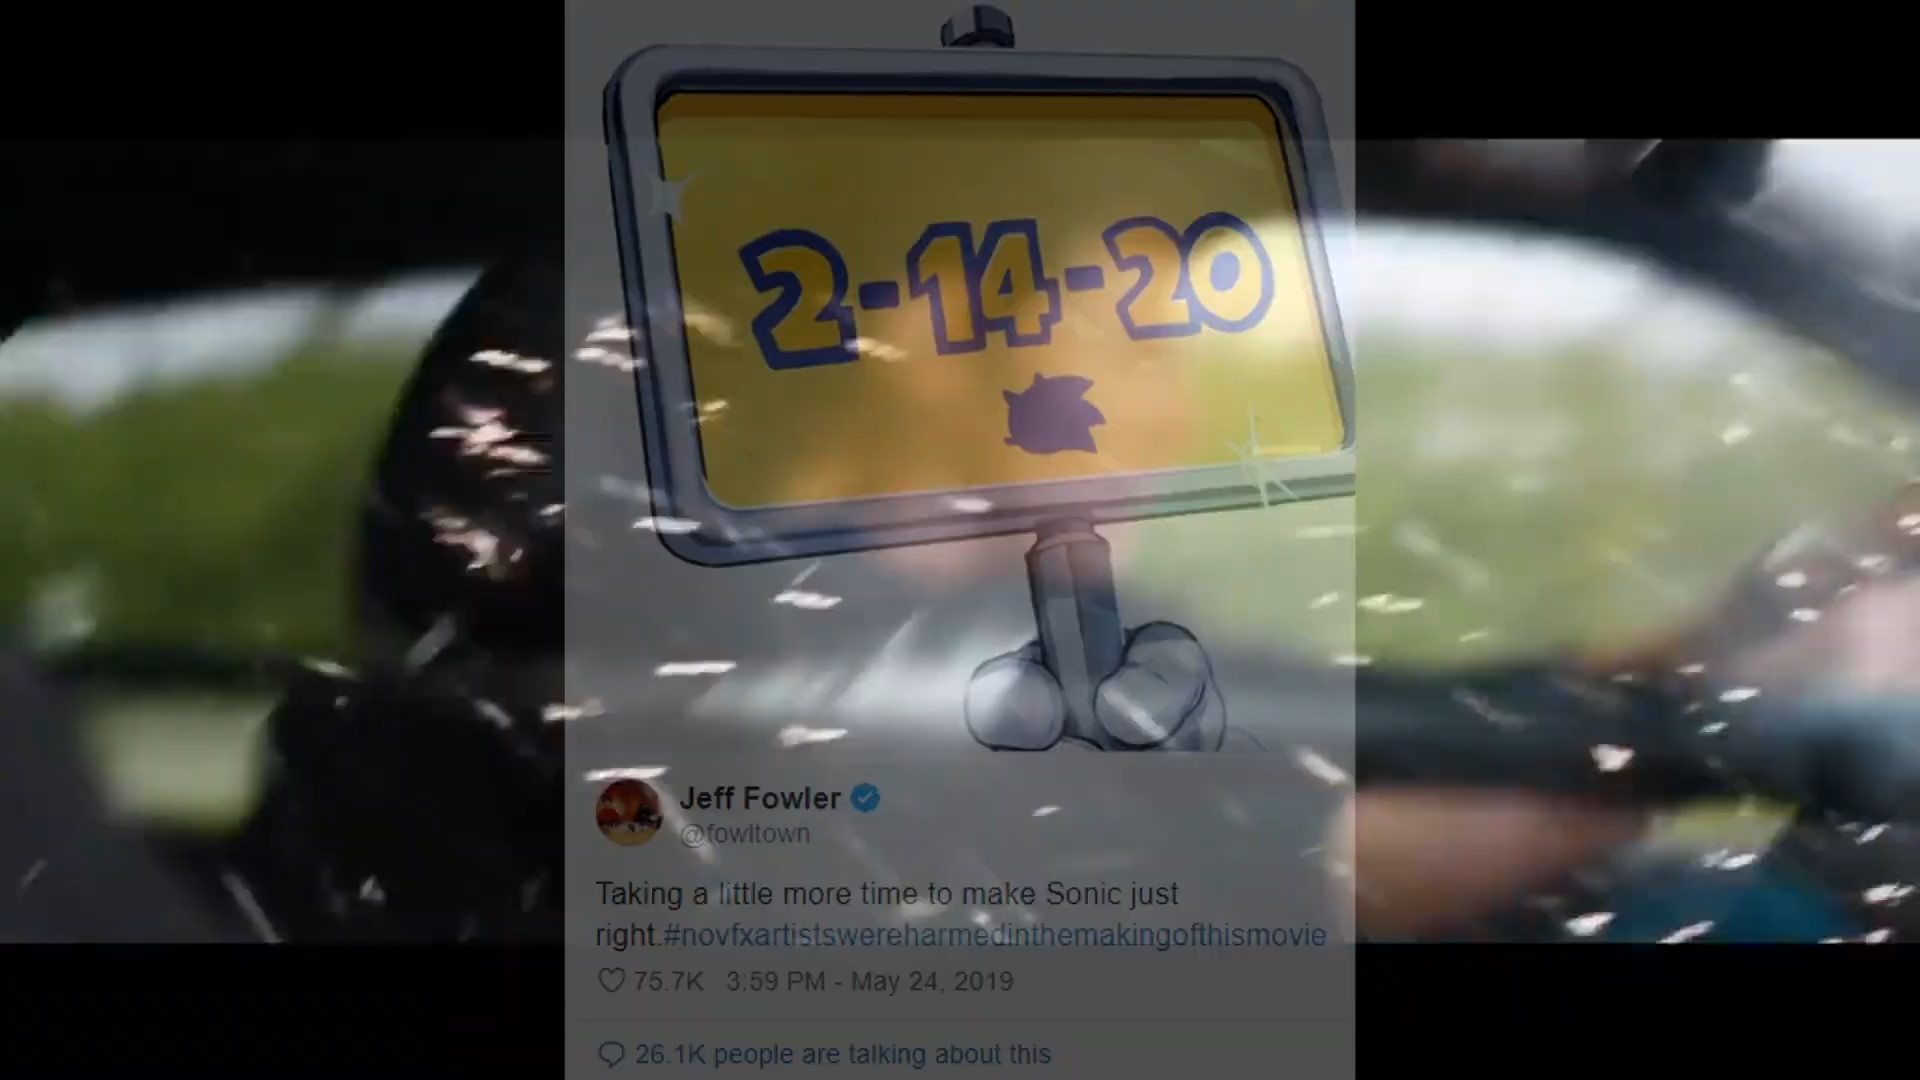 2-14-20
Jeff Fowler
@fowltown
Taking a little more time to make Sonic just
right.#novfxartistswereharmedinthemakingofthismovie
75.7K 3:59 PM - May 24, 2019
26.1K people are talking about this